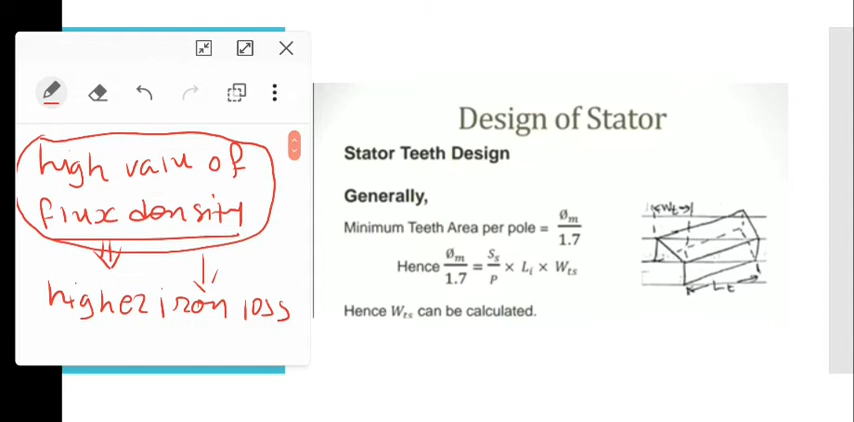 high value of
flux density
higher iron loss
Design of Stator
Stator Teeth Design
Generally,
Minimum Teeth Area per pole = Øm/1.7
Hence Øm/1.7 = Ss/P × Li × Wts
Hence Wts can be calculated.
Wt
Lt